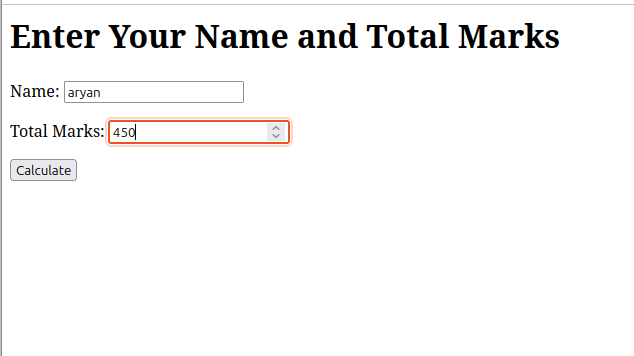 Enter Your Name and Total Marks
Name: aryan
Total Marks: 450
Calculate